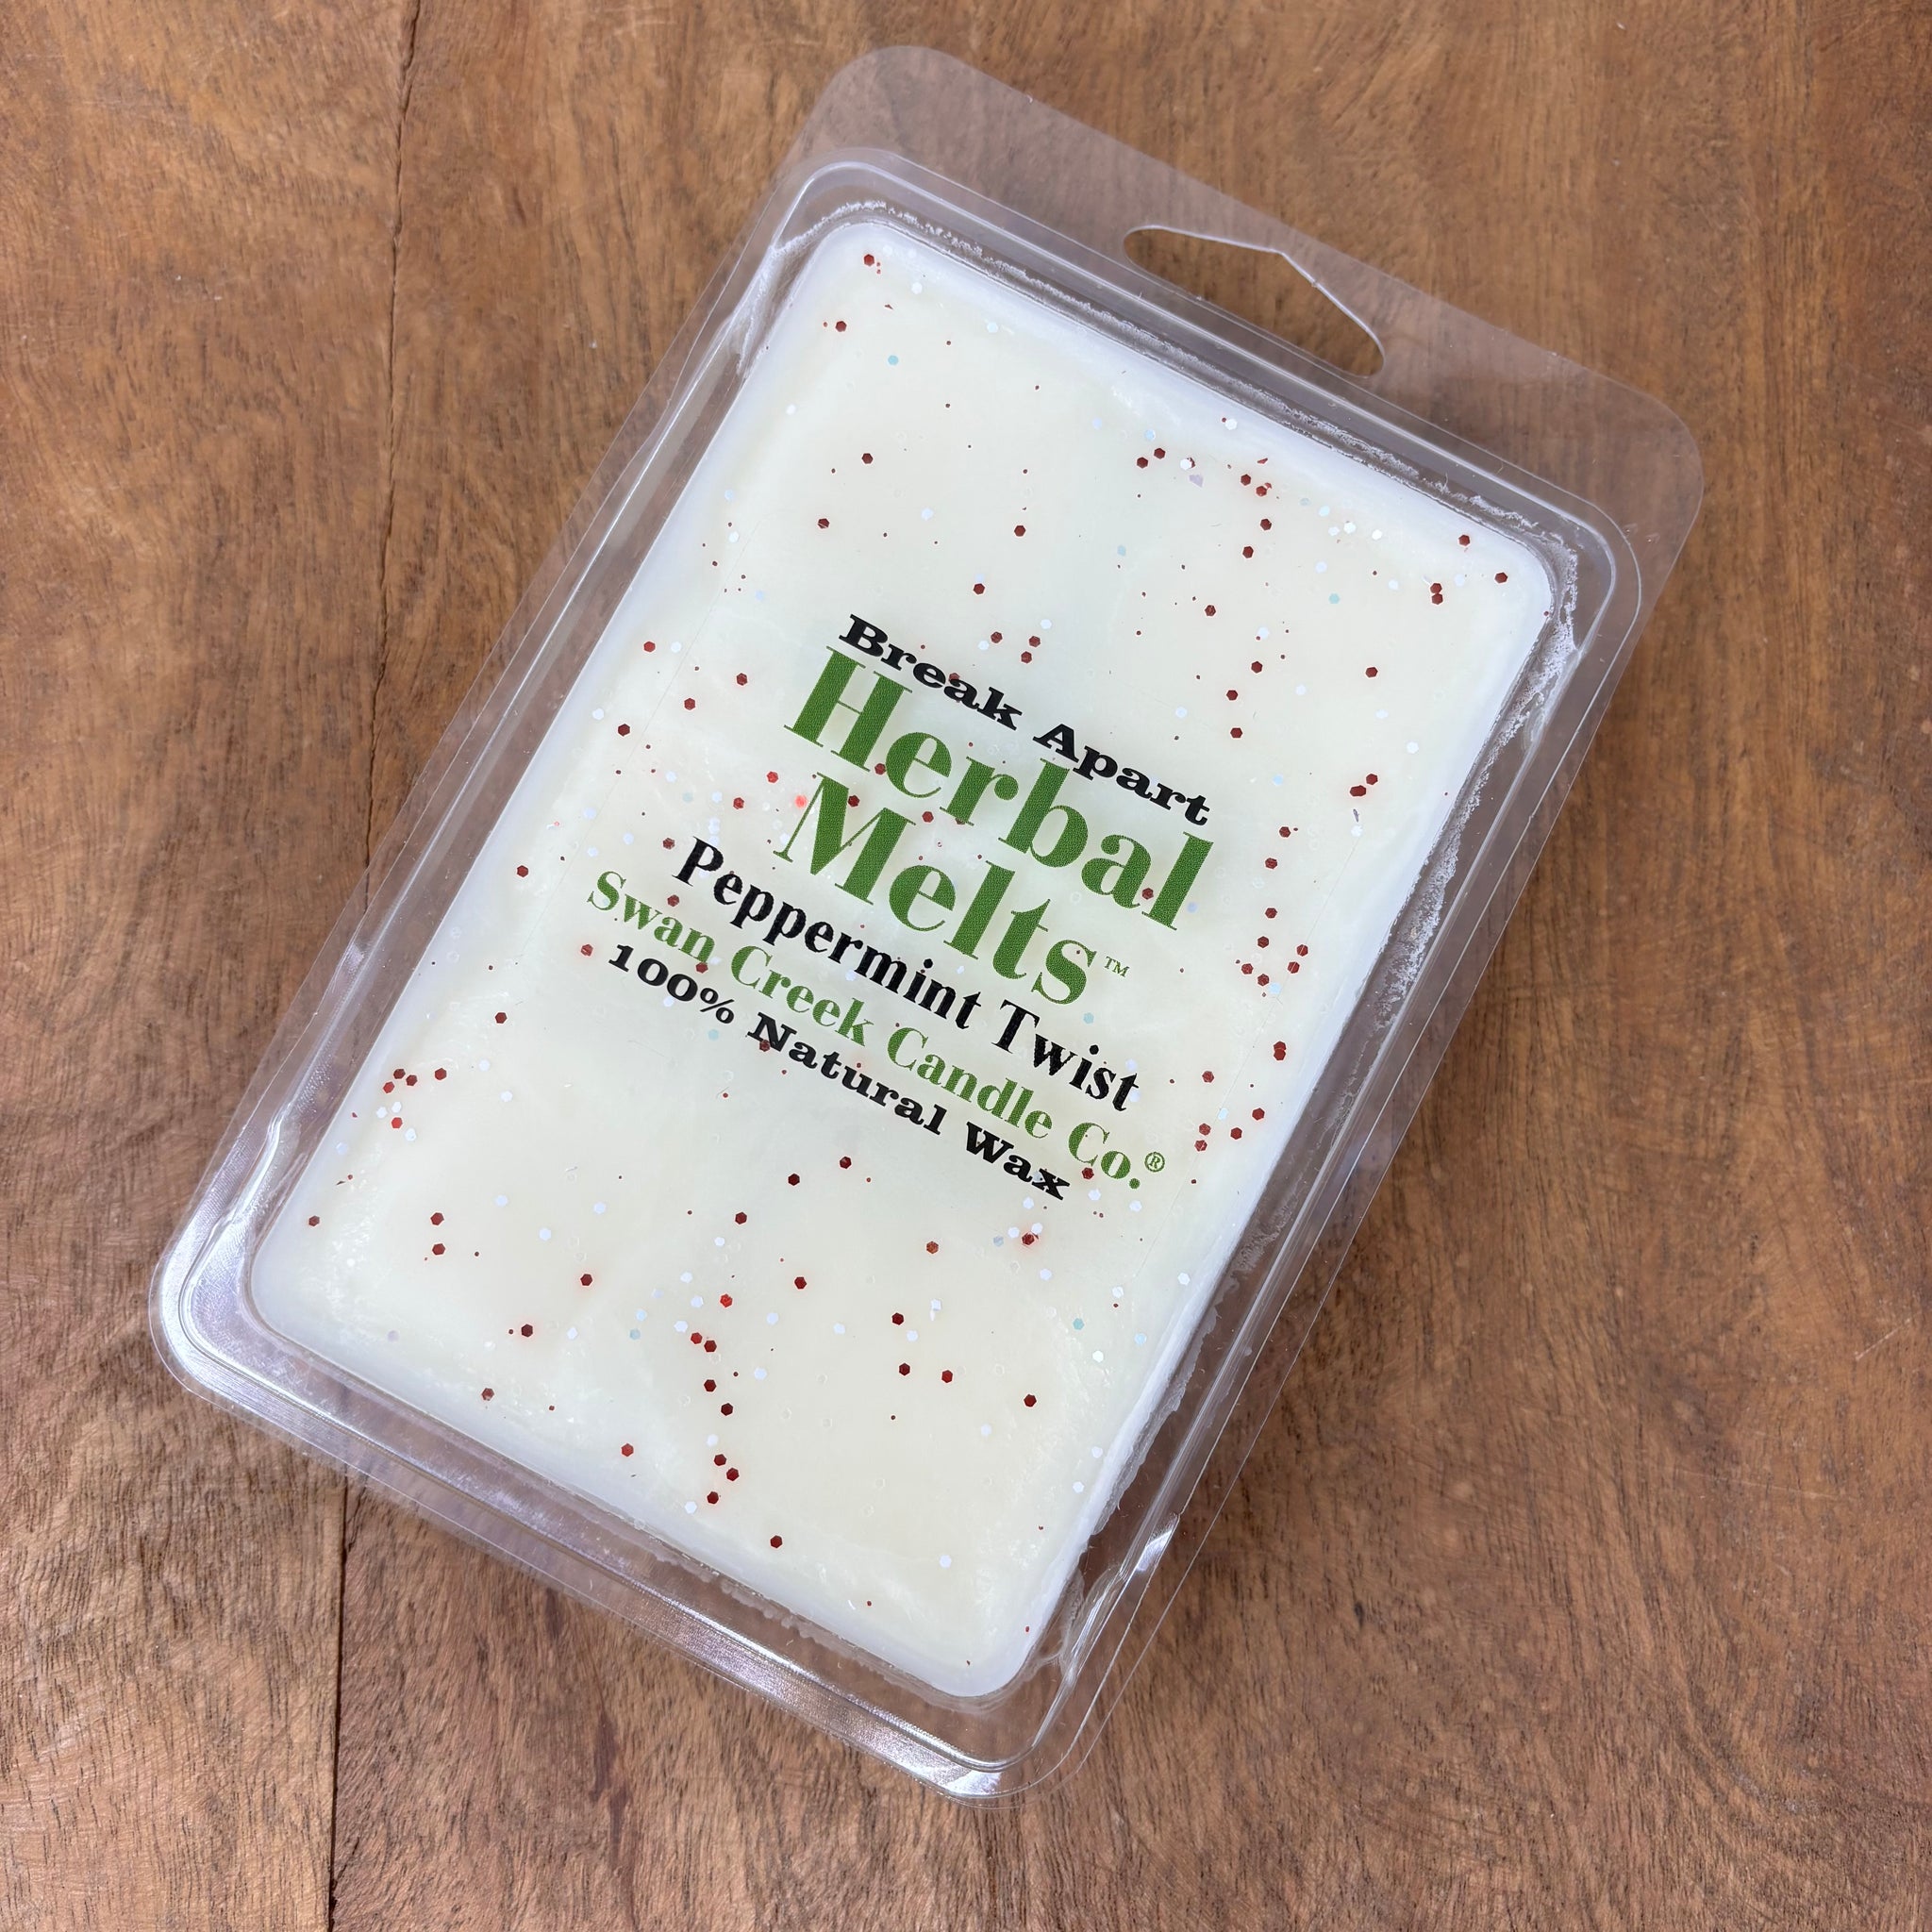 Break Apart
Herbal
Melts™
Peppermint Twist
Swan Creek Candle Co.®
100% Natural Wax